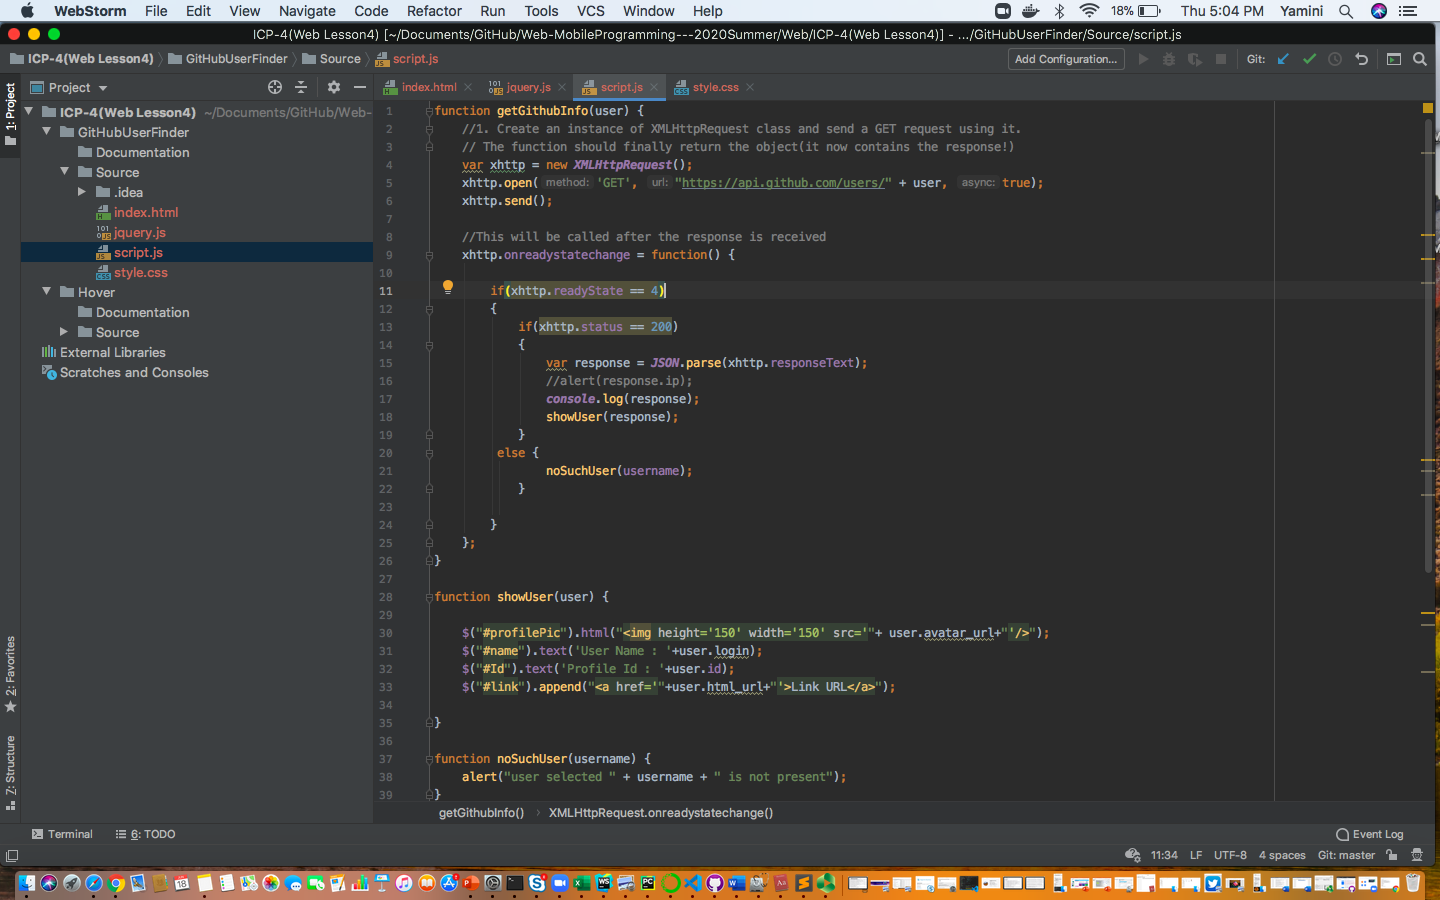 WebStorm File Edit View Navigate Code Refactor Run Tools VCS Window Help 18% Thu 5:04 PM Yamini
ICP-4(Web Lesson4) [~/Documents/GitHub/Web-MobileProgramming---2020Summer/Web/ICP-4(Web Lesson4)] - .../GitHubUserFinder/Source/script.js
ICP-4(Web Lesson4) GitHubUserFinder Source script.js Add Configuration... Git:
Project index.html jquery.js script.js style.css
1: Project
ICP-4(Web Lesson4) ~/Documents/GitHub/Web-
GitHubUserFinder
Documentation
Source
.idea
index.html
jquery.js
script.js
style.css
Hover
Documentation
Source
External Libraries
Scratches and Consoles
2: Favorites
Z: Structure
1 function getGithubInfo(user) {
2 //1. Create an instance of XMLHttpRequest class and send a GET request using it.
3 // The function should finally return the object(it now contains the response!)
4 var xhttp = new XMLHttpRequest();
5 xhttp.open( method: 'GET', url: "https://api.github.com/users/" + user, async: true);
6 xhttp.send();
7
8 //This will be called after the response is received
9 xhttp.onreadystatechange = function() {
10
11 if(xhttp.readyState == 4)
12 {
13 if(xhttp.status == 200)
14 {
15 var response = JSON.parse(xhttp.responseText);
16 //alert(response.ip);
17 console.log(response);
18 showUser(response);
19 }
20 else {
21 noSuchUser(username);
22 }
23
24 }
25 };
26 }
27
28 function showUser(user) {
29
30 $("#profilePic").html("<img height='150' width='150' src='"+ user.avatar_url+"'/>");
31 $("#name").text('User Name : '+user.login);
32 $("#Id").text('Profile Id : '+user.id);
33 $("#link").append("<a href='"+user.html_url+"'>Link URL</a>");
34
35 }
36
37 function noSuchUser(username) {
38 alert("user selected " + username + " is not present");
39 }
getGithubInfo() XMLHttpRequest.onreadystatechange()
Terminal 6: TODO Event Log
11:34 LF UTF-8 4 spaces Git: master